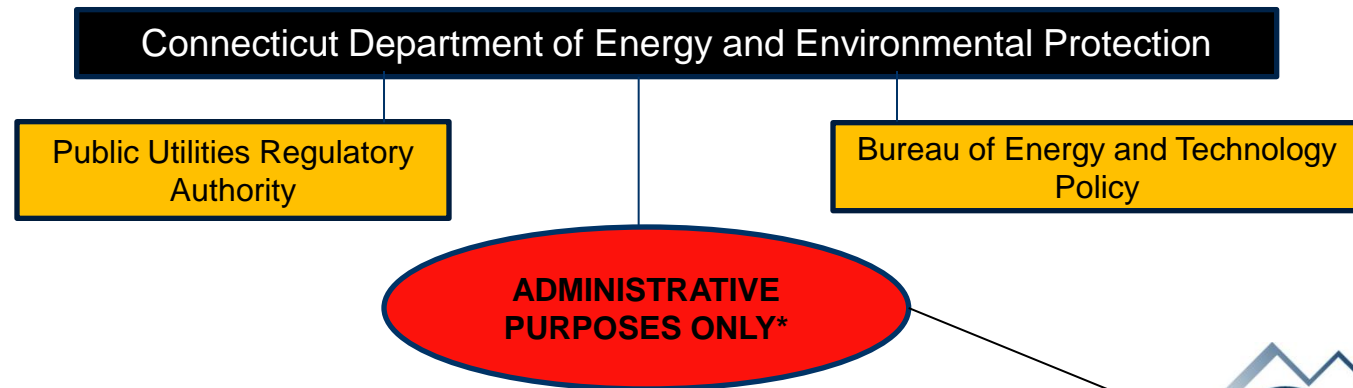 Connecticut Department of Energy and Environmental Protection
Public Utilities Regulatory
Authority
Bureau of Energy and Technology
Policy
ADMINISTRATIVE
PURPOSES ONLY*